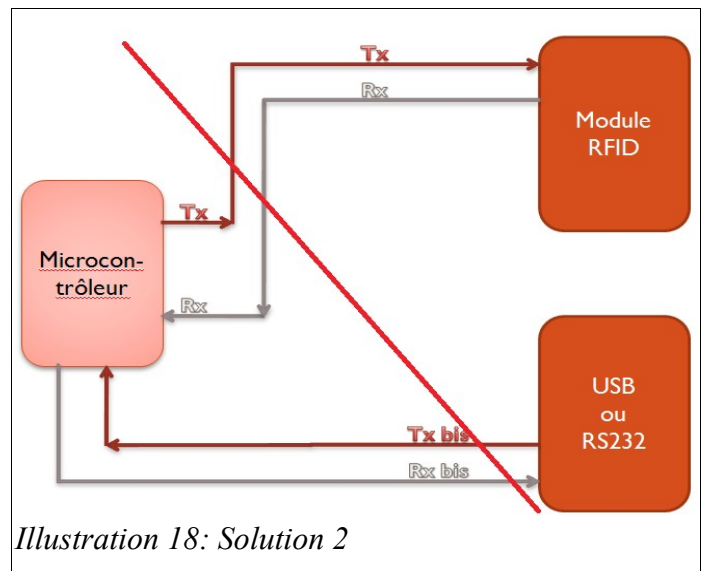 Tx
Rx
Module
RFID
Tx
Microcon-
trôleur
Rx
USB
ou
RS232
Tx bis
Rx bis
Illustration 18: Solution 2